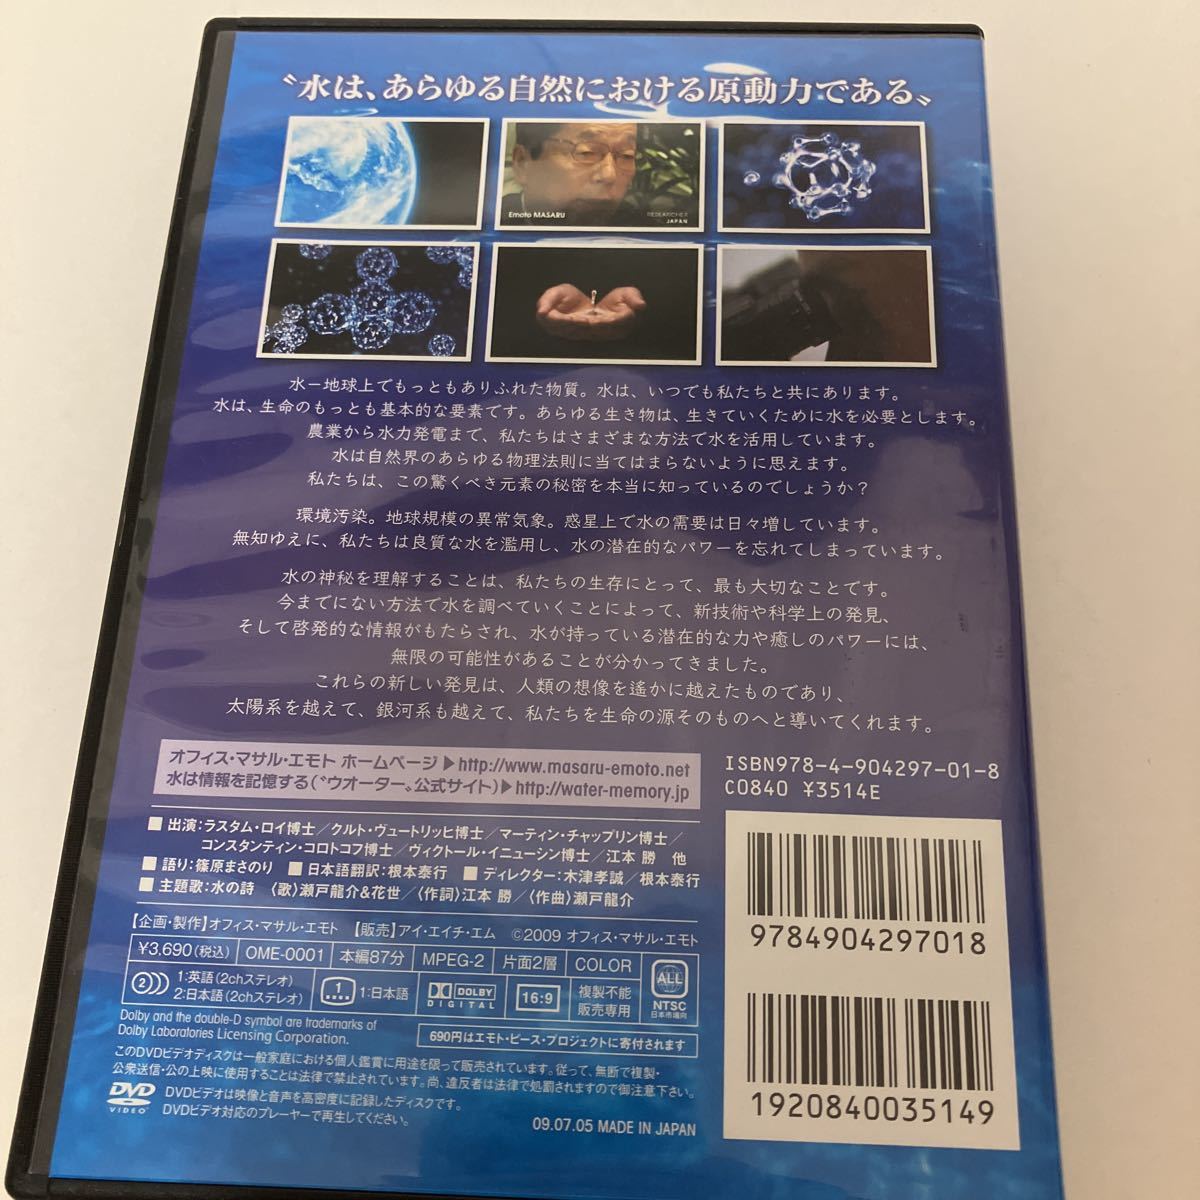 〝水は、あらゆる自然における原動力である〟
Emoto MASARU
RESEARCHER
JAPAN
水－地球上でもっともありふれた物質。水は、いつでも私たちと共にあります。
水は、生命のもっとも基本的な要素です。あらゆる生き物は、生きていくために水を必要とします。
農業から水力発電まで、私たちはさまざまな方法で水を活用しています。
水は自然界のあらゆる物理法則に当てはまらないように思えます。
私たちは、この驚くべき元素の秘密を本当に知っているのでしょうか？
環境汚染。地球規模の異常気象。惑星上で水の需要は日々増しています。
無知ゆえに、私たちは良質な水を濫用し、水の潜在的なパワーを忘れてしまっています。
水の神秘を理解することは、私たちの生存にとって、最も大切なことです。
今までにない方法で水を調べていくことによって、新技術や科学上の発見、
そして啓発的な情報がもたらされ、水が持っている潜在的な力や癒しのパワーには、
無限の可能性があることが分かってきました。
これらの新しい発見は、人類の想像を遙かに越えたものであり、
太陽系を越えて、銀河系も越えて、私たちを生命の源そのものへと導いてくれます。
オフィス・マサル・エモト ホームページ▶http://www.masaru-emoto.net
水は情報を記憶する(〝ウオーター〟公式サイト)▶http://water-memory.jp
ISBN978-4-904297-01-8
C0840 ¥3514E
■ 出演：ラスタム・ロイ博士／クルト・ヴュートリッヒ博士／マーティン・チャップリン博士／
コンスタンティン・コロトコフ博士／ヴィクトール・イニューシン博士／江本 勝 他
■ 語り：篠原まさのり ■ 日本語翻訳：根本泰行 ■ ディレクター：木津孝誠／根本泰行
■ 主題歌：水の詩 〈歌〉瀬戸龍介&花世／〈作詞〉江本 勝／〈作曲〉瀬戸龍介
【企画・製作】オフィス・マサル・エモト 【販売】アイ・エイチ・エム ©2009 オフィス・マサル・エモト
¥3,690(税込) OME-0001 本編87分 MPEG-2 片面2層 COLOR
2 1:英語(2chステレオ) 2:日本語(2chステレオ) 1 1:日本語 DOLBY DIGITAL 16:9 複製不能 販売専用 ALL NTSC 日本市場向
Dolby and the double-D symbol are trademarks of
Dolby Laboratories Licensing Corporation.
690円はエモト・ピース・プロジェクトに寄付されます
このDVDビデオディスクは一般家庭における個人鑑賞に用途を限って販売されています。従って、無断で複製・
公衆送信・公の上映に使用することは法律で禁止されています。尚、違反者は法律で処罰されますので御注意下さい。
DVD VIDEO
DVDビデオは映像と音声を高密度に記録したディスクです。
DVDビデオ対応のプレーヤーで再生してください。
09.07.05 MADE IN JAPAN
9784904297018
1920840035149